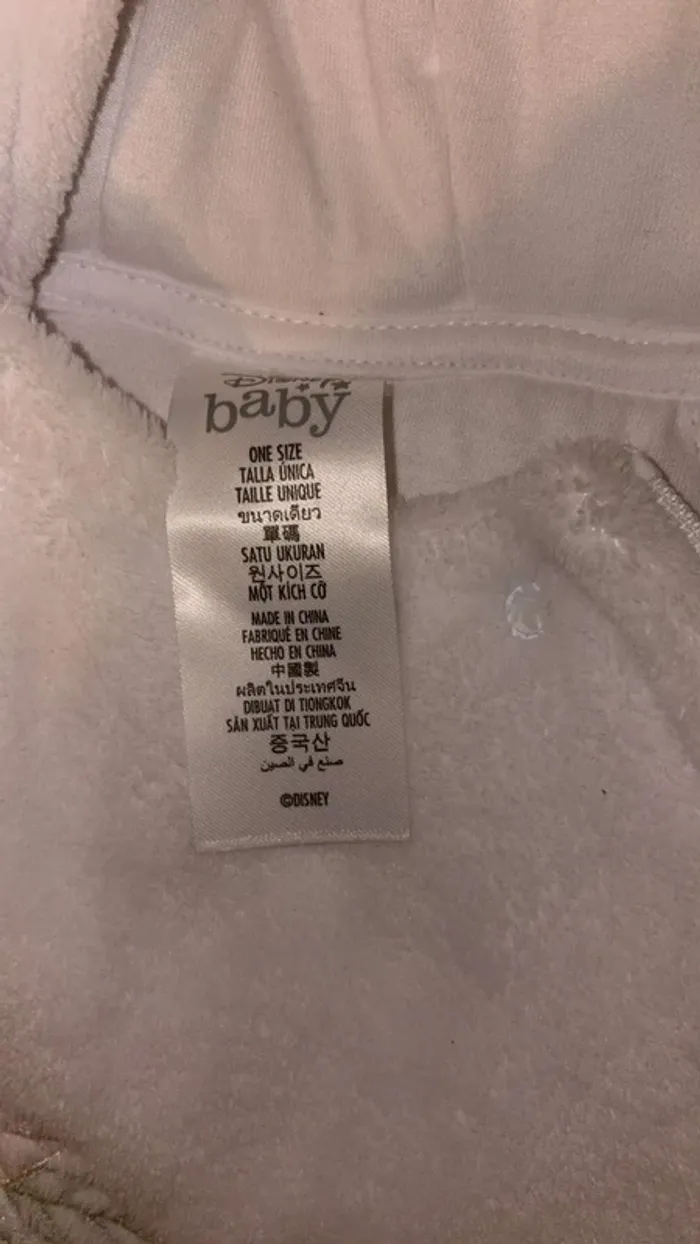 Disney
baby
ONE SIZE
TALLA ÚNICA
TAILLE UNIQUE
ขนาดเดียว
單碼
SATU UKURAN
원사이즈
MỘT KÍCH CỠ
MADE IN CHINA
FABRIQUÉ EN CHINE
HECHO EN CHINA
中國製
ผลิตในประเทศจีน
DIBUAT DI TIONGKOK
SẢN XUẤT TẠI TRUNG QUỐC
중국산
صنع في الصين
©DISNEY